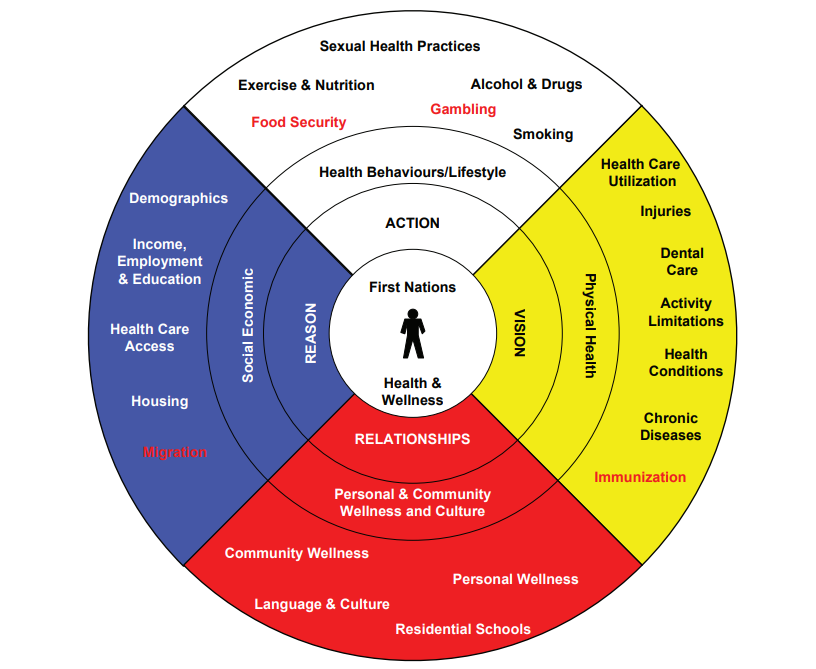 Sexual Health Practices
Exercise & Nutrition
Alcohol & Drugs
Food Security
Gambling
Smoking
Health Behaviours/Lifestyle
ACTION
Demographics
Income,
Employment
& Education
Health Care
Access
Housing
Migration
Social Economic
REASON
First Nations
Health &
Wellness
VISION
Physical Health
Health Care
Utilization
Injuries
Dental
Care
Activity
Limitations
Health
Conditions
Chronic
Diseases
Immunization
RELATIONSHIPS
Personal & Community
Wellness and Culture
Community Wellness
Personal Wellness
Language & Culture
Residential Schools